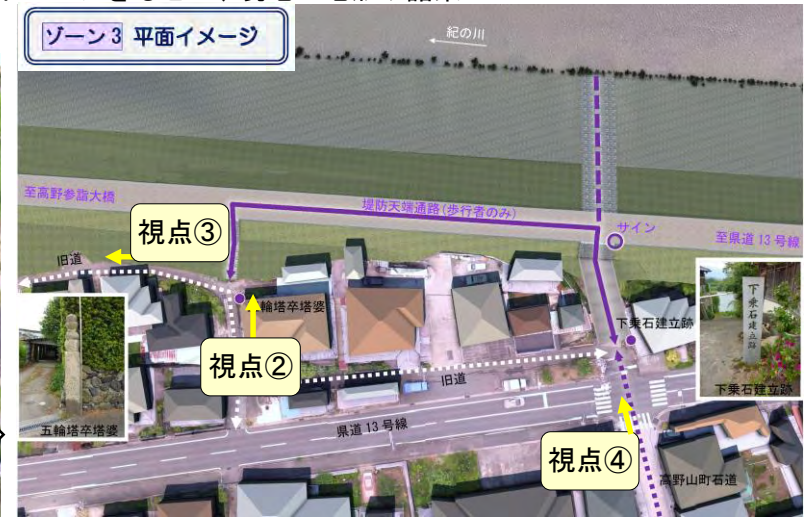 ゾーン3 平面イメージ
紀の川
至高野参詣大橋
堤防天端通路(歩行者のみ)
サイン
至県道13号線
視点③
旧道
輪塔卒塔婆
下乗石建立跡
下乗石建立跡
視点②
旧道
下乗石建立跡
五輪塔卒塔婆
県道13号線
視点④
高野山町石道